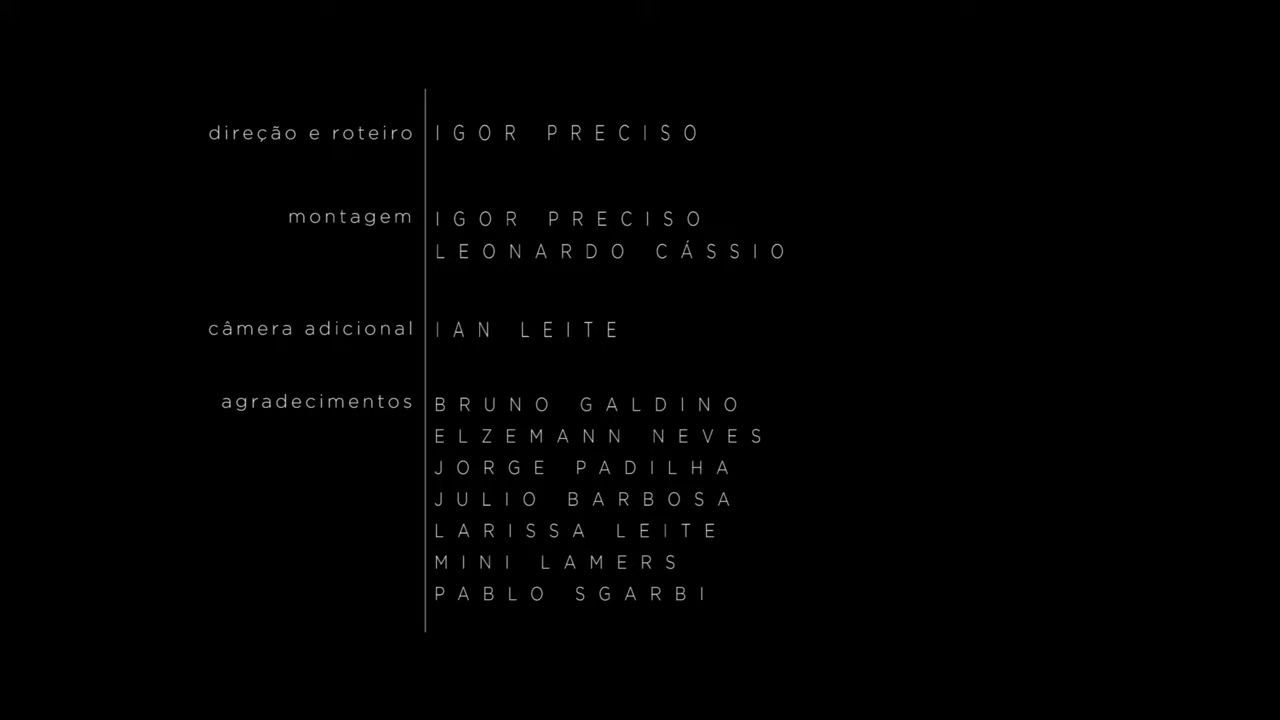 direção e roteiro IGOR PRECISO
montagem IGOR PRECISO
LEONARDO CÁSSIO
câmera adicional IAN LEITE
agradecimentos BRUNO GALDINO
ELZEMANN NEVES
JORGE PADILHA
JULIO BARBOSA
LARISSA LEITE
MINI LAMERS
PABLO SGARBI